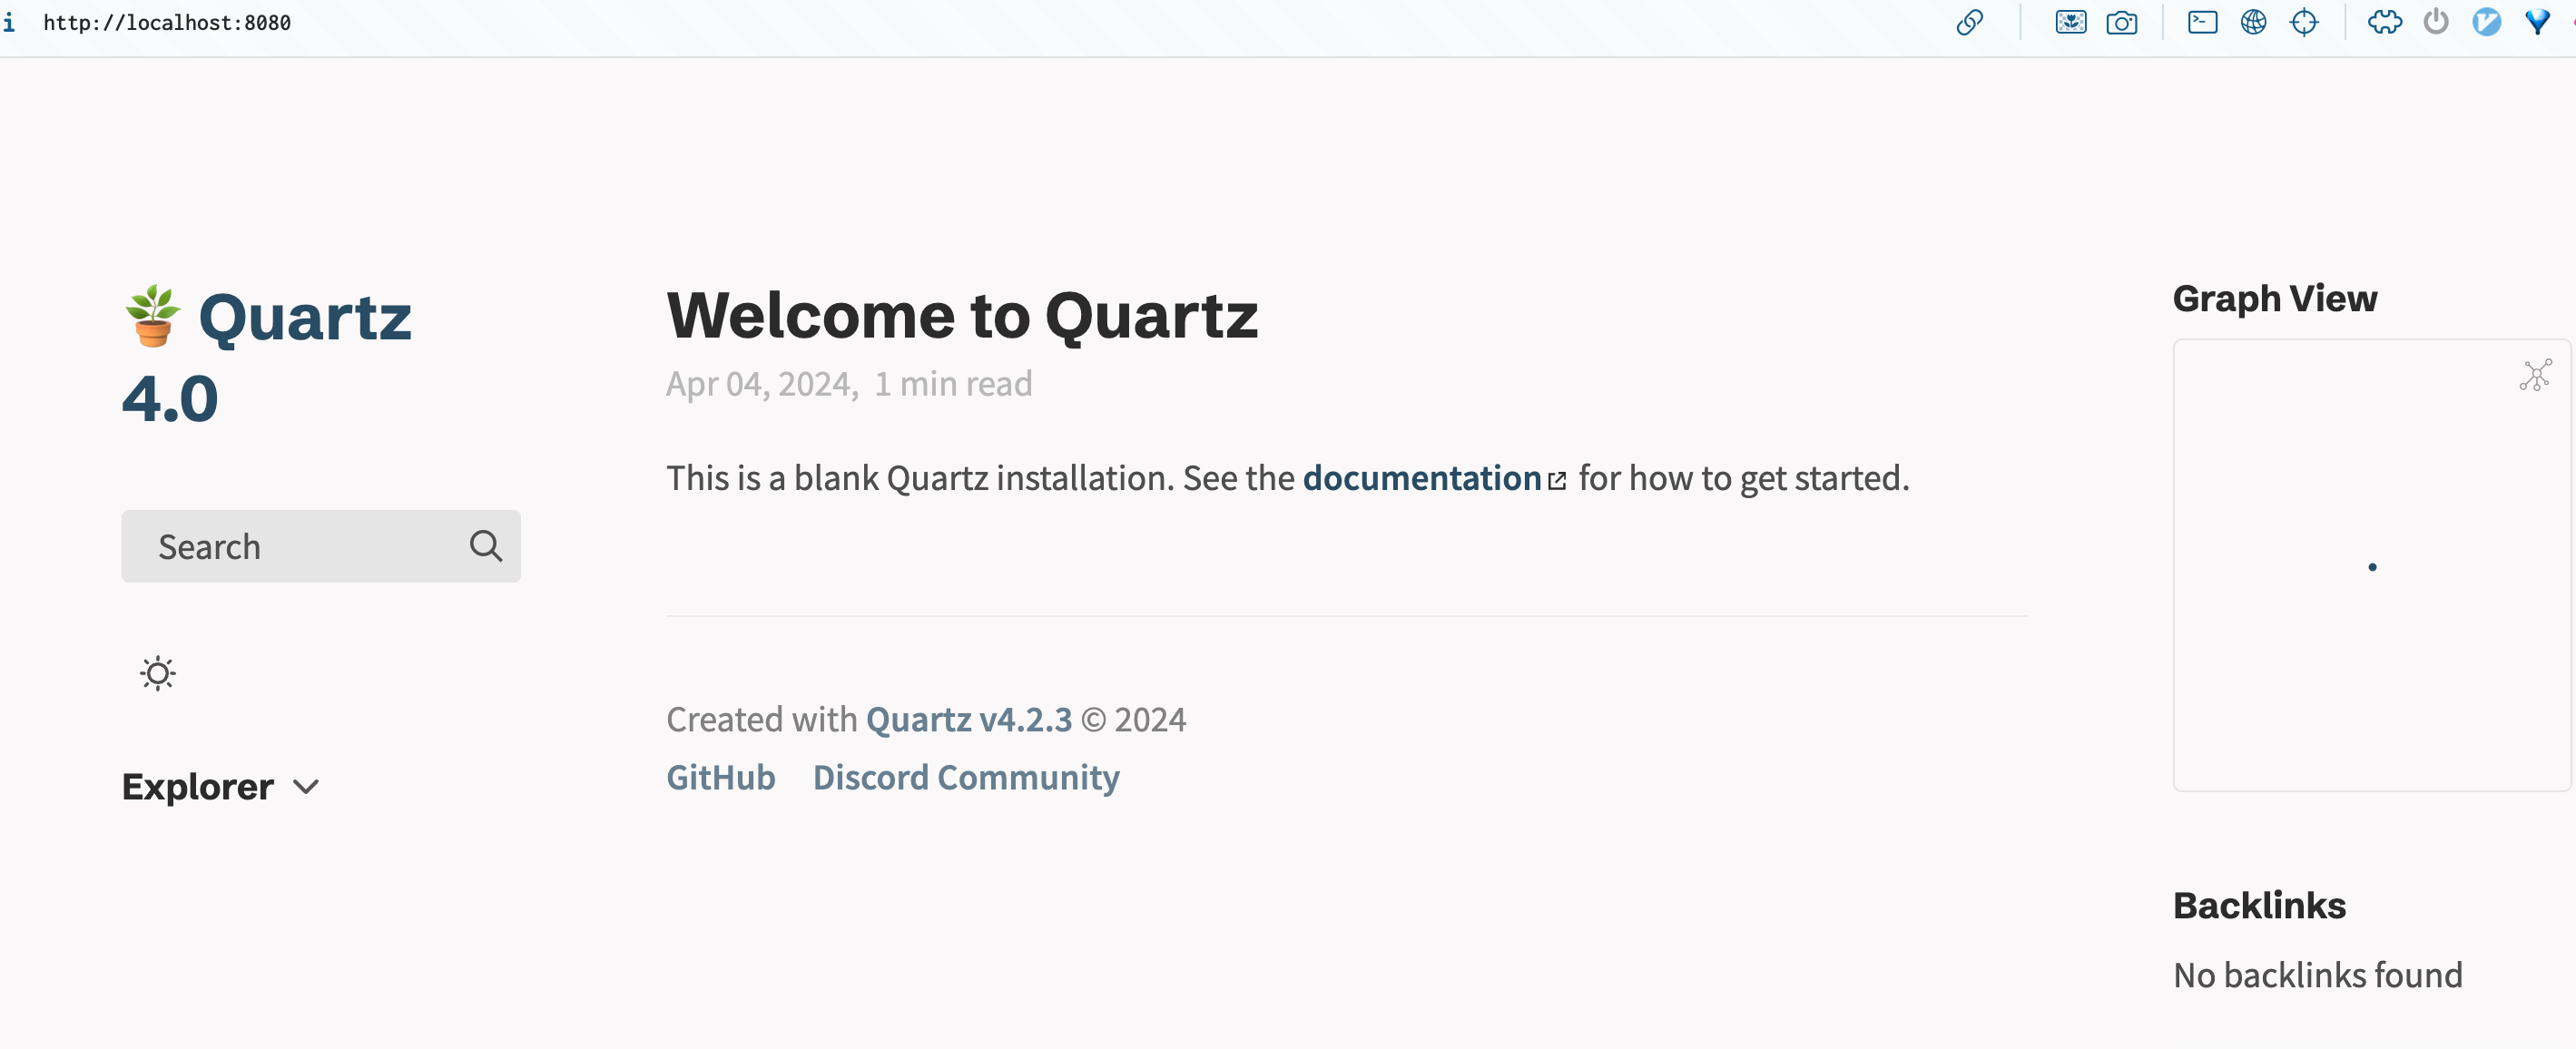 http://localhost:8080
🪴 Quartz
4.0
Search
Explorer
Welcome to Quartz
Apr 04, 2024, 1 min read
This is a blank Quartz installation. See the documentation for how to get started.
Created with Quartz v4.2.3 © 2024
GitHub Discord Community
Graph View
Backlinks
No backlinks found